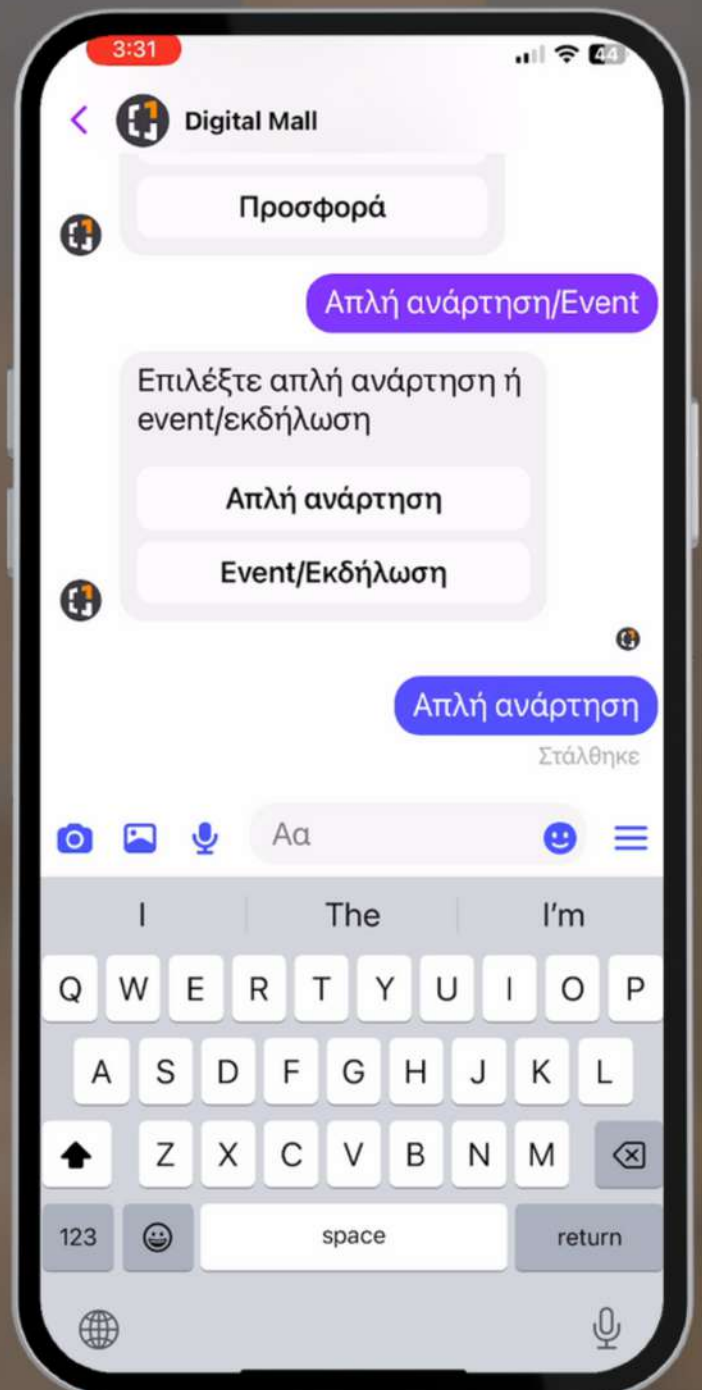 3:31
44
Digital Mall
Προσφορά
Απλή ανάρτηση/Event
Επιλέξτε απλή ανάρτηση ή
event/εκδήλωση
Απλή ανάρτηση
Event/Εκδήλωση
Απλή ανάρτηση
Στάλθηκε
Αα
I The I'm
Q W E R T Y U I O P
A S D F G H J K L
Z X C V B N M
123 space return